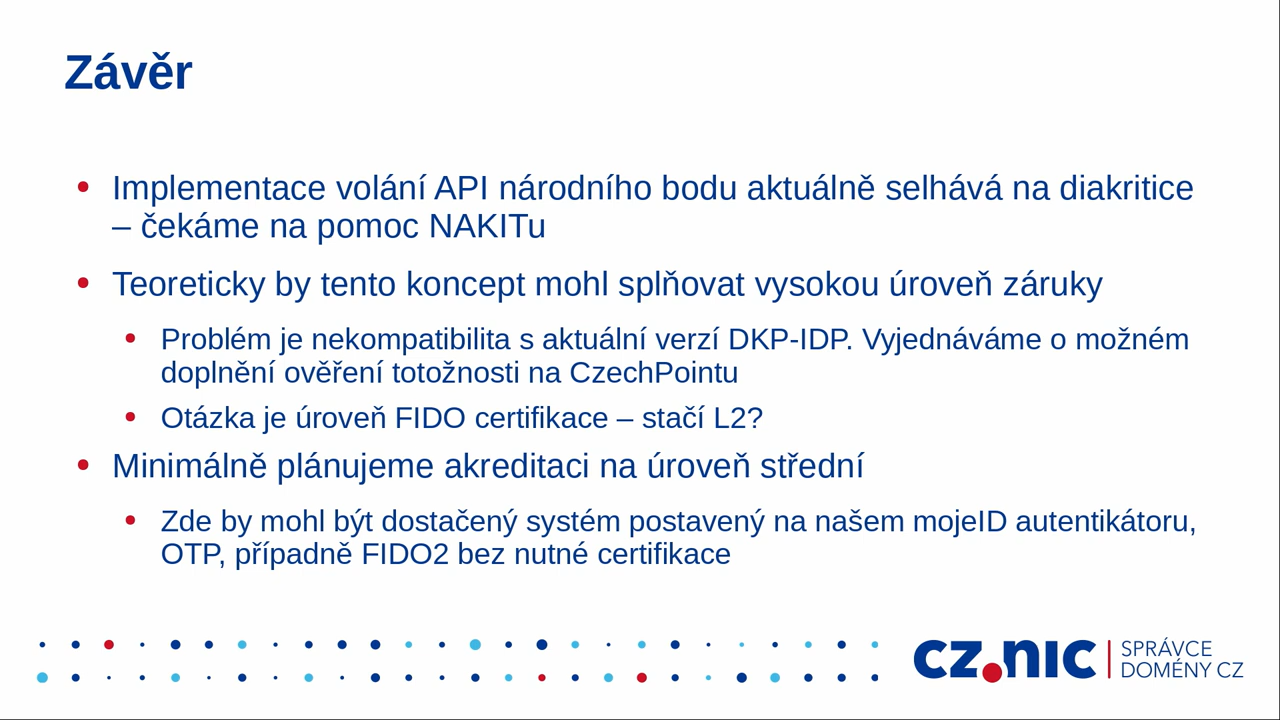 Závěr
Implementace volání API národního bodu aktuálně selhává na diakritice
– čekáme na pomoc NAKITu
Teoreticky by tento koncept mohl splňovat vysokou úroveň záruky
Problém je nekompatibilita s aktuální verzí DKP-IDP. Vyjednáváme o možném
doplnění ověření totožnosti na CzechPointu
Otázka je úroveň FIDO certifikace – stačí L2?
Minimálně plánujeme akreditaci na úroveň střední
Zde by mohl být dostačený systém postavený na našem mojeID autentikátoru,
OTP, případně FIDO2 bez nutné certifikace
CZ.NIC
SPRÁVCE
DOMÉNY CZ